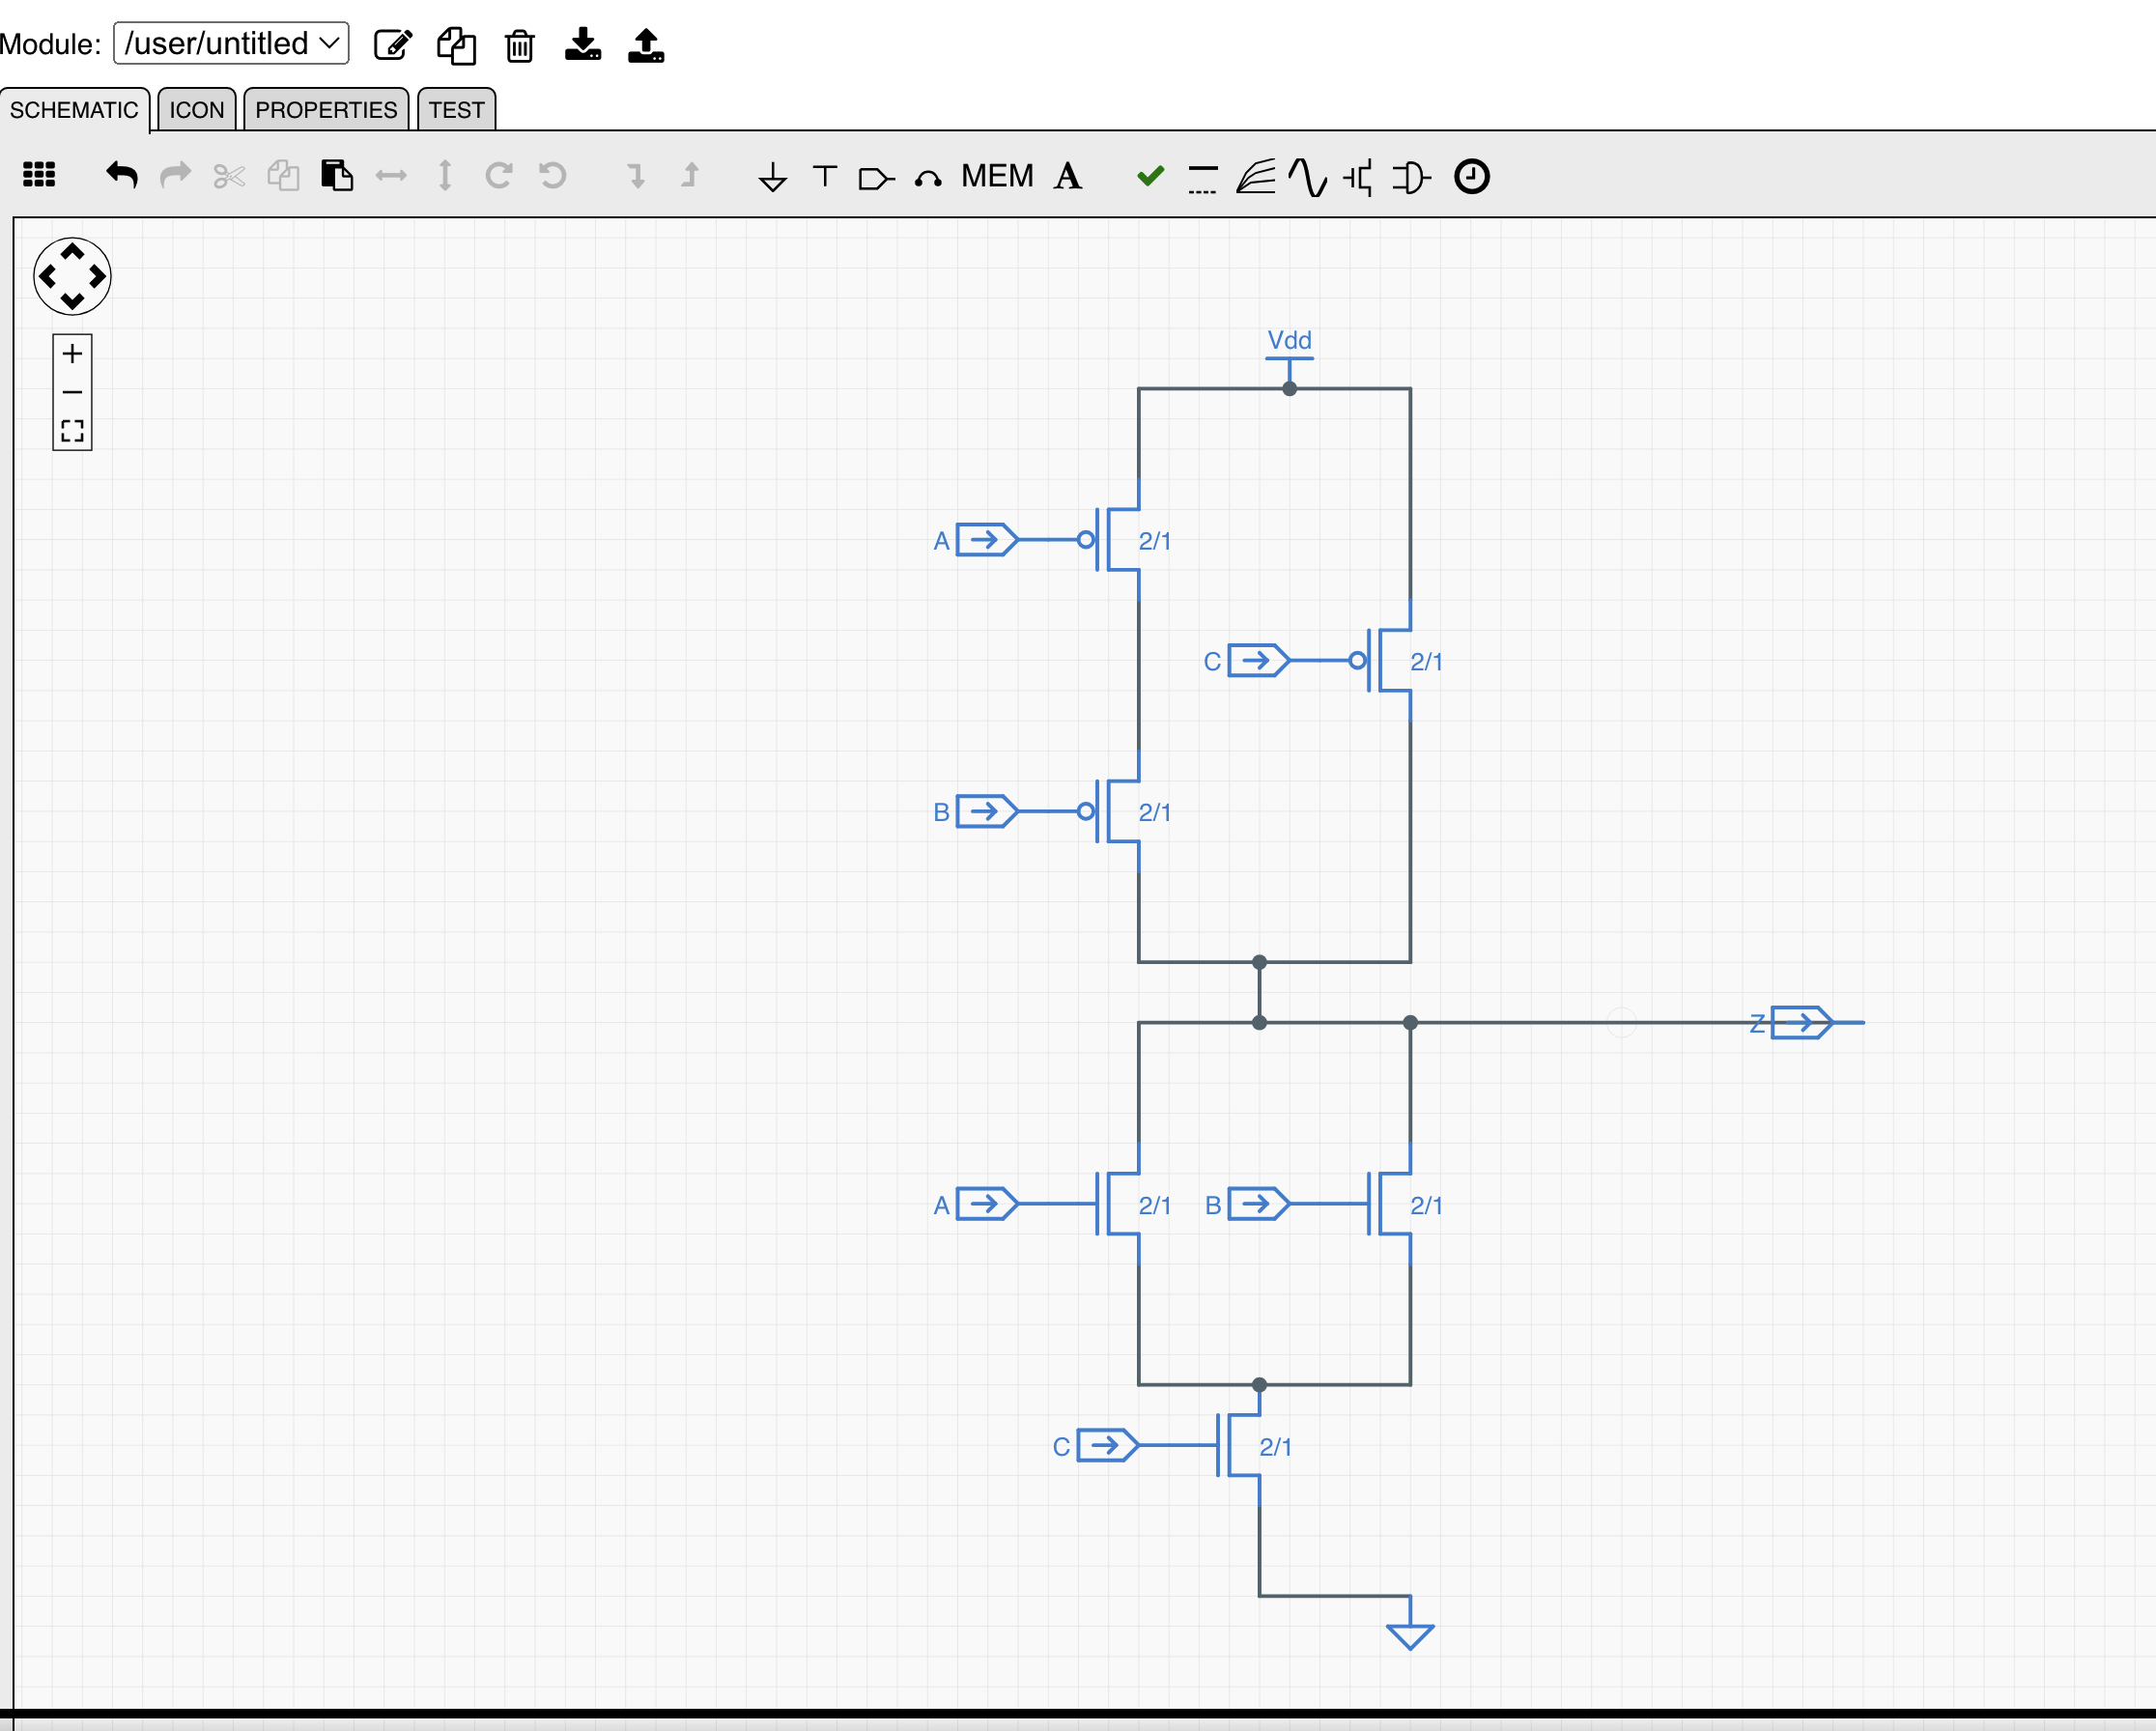 Module: /user/untitled
SCHEMATIC ICON PROPERTIES TEST
MEM A
Vdd
A 2/1
C 2/1
B 2/1
Z
A 2/1 B 2/1
C 2/1